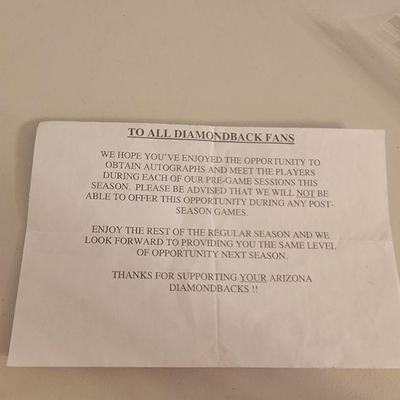 TO ALL DIAMONDBACK FANS
WE HOPE YOU'VE ENJOYED THE OPPORTUNITY TO
OBTAIN AUTOGRAPHS AND MEET THE PLAYERS
DURING EACH OF OUR PRE-GAME SESSIONS THIS
SEASON. PLEASE BE ADVISED THAT WE WILL NOT BE
ABLE TO OFFER THIS OPPORTUNITY DURING ANY POST-
SEASON GAMES.
ENJOY THE REST OF THE REGULAR SEASON AND WE
LOOK FORWARD TO PROVIDING YOU THE SAME LEVEL
OF OPPORTUNITY NEXT SEASON.
THANKS FOR SUPPORTING YOUR ARIZONA
DIAMONDBACKS !!